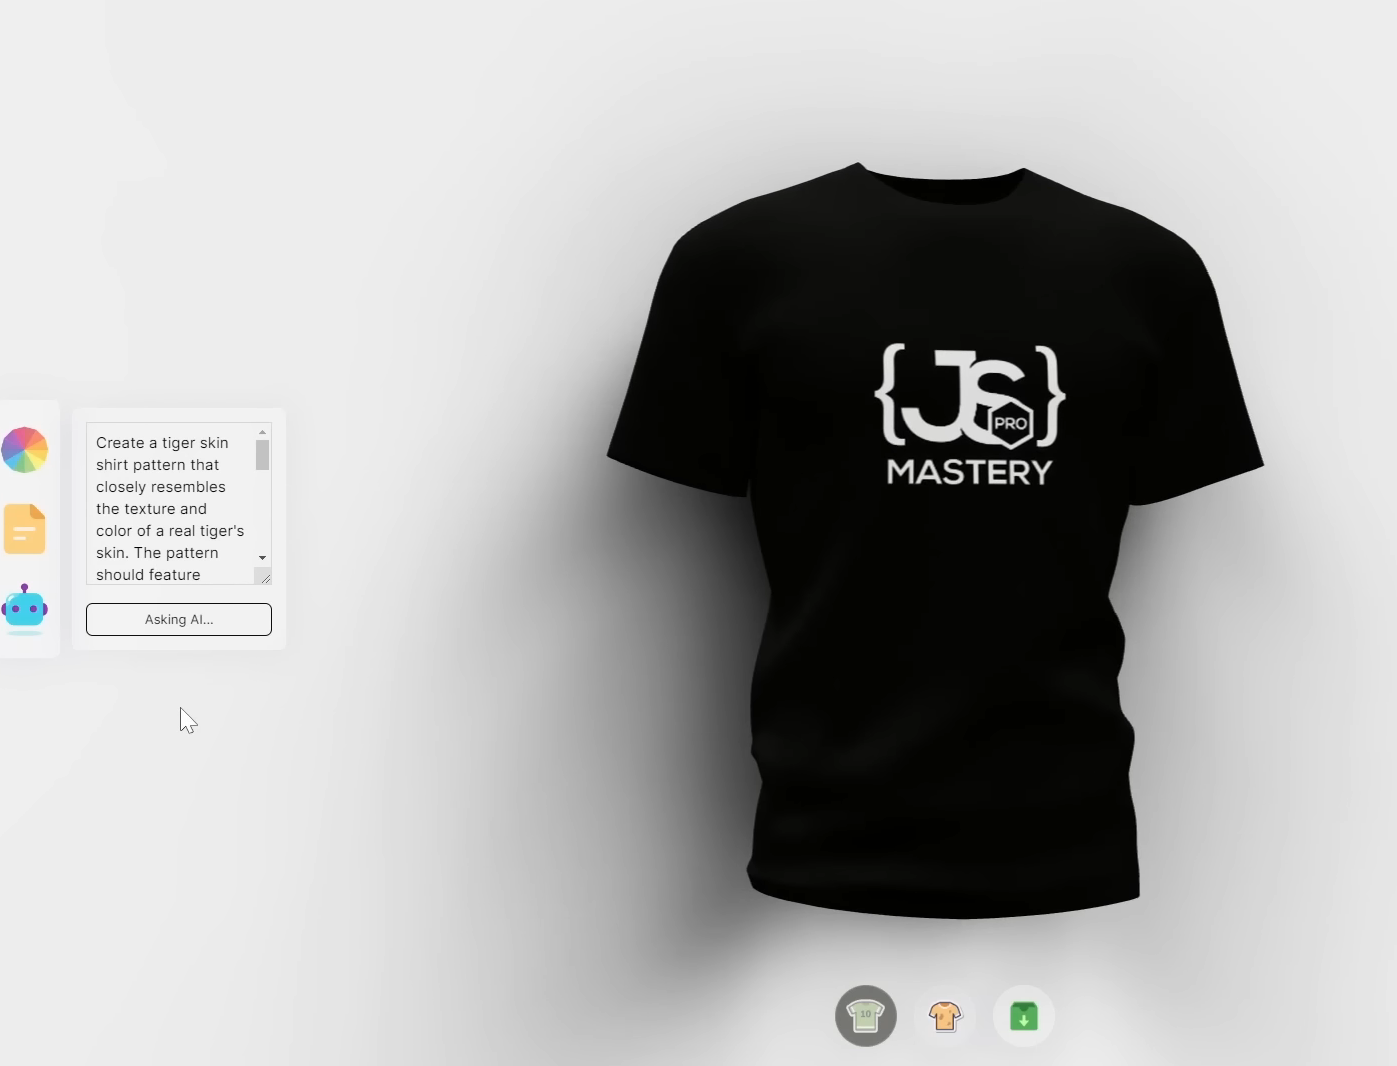 Create a tiger skin
shirt pattern that
closely resembles
the texture and
color of a real tiger's
skin. The pattern
should feature
Asking AI...
{JS}
PRO
MASTERY
10